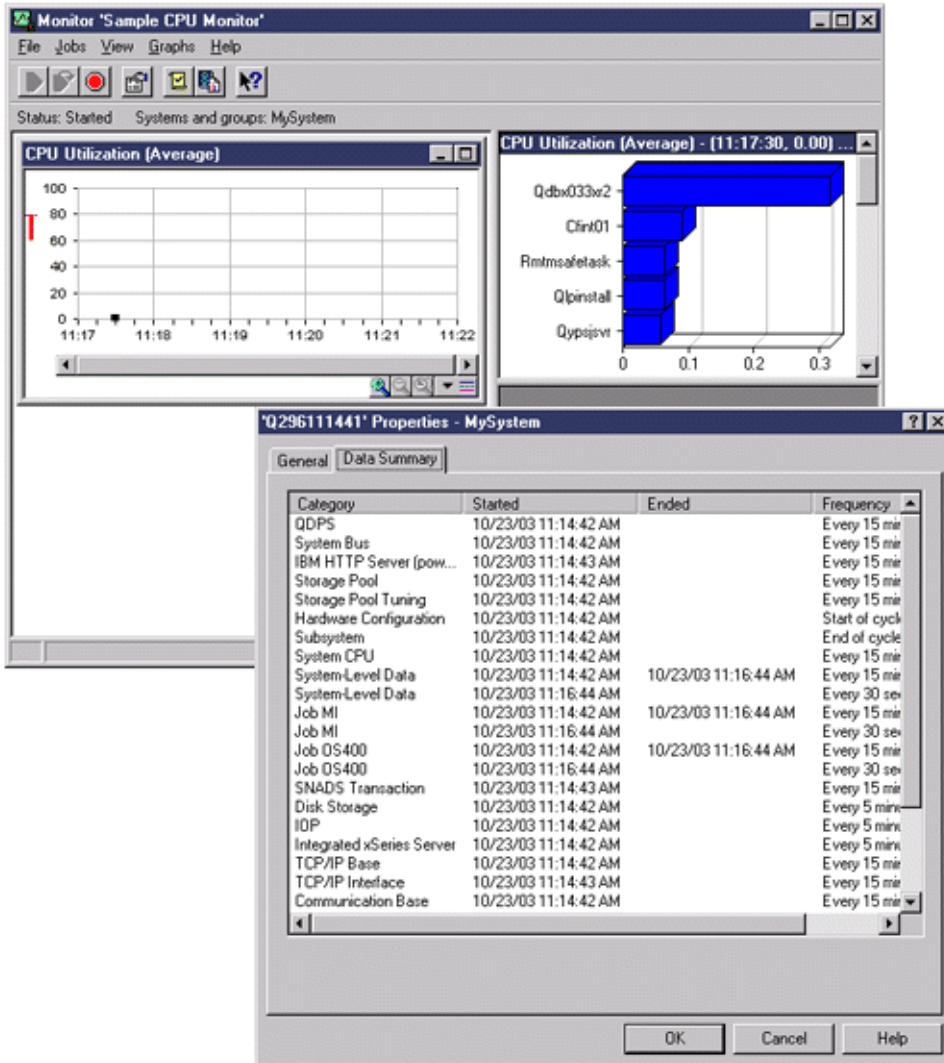 Monitor 'Sample CPU Monitor'
File Jobs View Graphs Help
Status: Started Systems and groups: MySystem
CPU Utilization (Average)
100
80
60
40
20
0
11:17 11:18 11:19 11:20 11:21 11:22
CPU Utilization (Average) - (11:17:30, 0.00) ...
Qdbx033xr2
Cfint01
Rmtmsafetask
Qlpinstall
Qypsjsvr
0 0.1 0.2 0.3
'Q296111441' Properties - MySystem
General Data Summary
Category Started Ended Frequency
QDPS 10/23/03 11:14:42 AM Every 15 min
System Bus 10/23/03 11:14:42 AM Every 15 min
IBM HTTP Server (pow... 10/23/03 11:14:43 AM Every 15 min
Storage Pool 10/23/03 11:14:42 AM Every 15 min
Storage Pool Tuning 10/23/03 11:14:42 AM Every 15 min
Hardware Configuration 10/23/03 11:14:42 AM Start of cycl
Subsystem 10/23/03 11:14:42 AM End of cycle
System CPU 10/23/03 11:14:42 AM Every 15 min
System-Level Data 10/23/03 11:14:42 AM 10/23/03 11:16:44 AM Every 15 min
System-Level Data 10/23/03 11:16:44 AM Every 30 se
Job MI 10/23/03 11:14:42 AM 10/23/03 11:16:44 AM Every 15 min
Job MI 10/23/03 11:16:44 AM Every 30 se
Job OS400 10/23/03 11:14:42 AM 10/23/03 11:16:44 AM Every 15 min
Job OS400 10/23/03 11:16:44 AM Every 30 se
SNADS Transaction 10/23/03 11:14:43 AM Every 15 min
Disk Storage 10/23/03 11:14:42 AM Every 5 minu
IOP 10/23/03 11:14:42 AM Every 5 minu
Integrated xSeries Server 10/23/03 11:14:42 AM Every 5 minu
TCP/IP Base 10/23/03 11:14:42 AM Every 15 min
TCP/IP Interface 10/23/03 11:14:43 AM Every 15 min
Communication Base 10/23/03 11:14:42 AM Every 15 min
OK Cancel Help